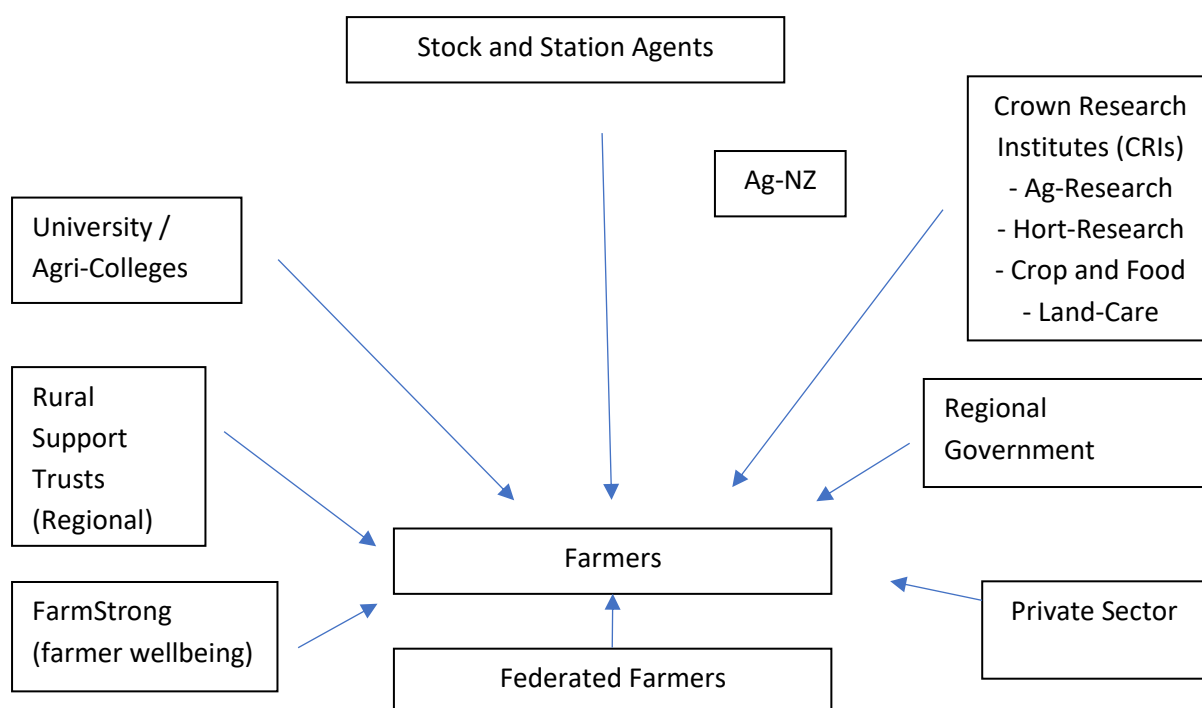 Stock and Station Agents
Crown Research
Institutes (CRIs)
- Ag-Research
- Hort-Research
- Crop and Food
- Land-Care
Ag-NZ
University /
Agri-Colleges
Rural
Support
Trusts
(Regional)
Regional
Government
Farmers
FarmStrong
(farmer wellbeing)
Private Sector
Federated Farmers